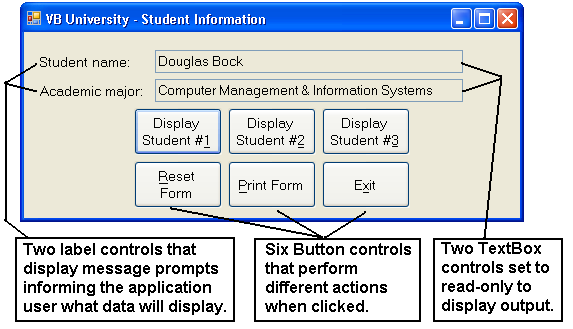 VB University - Student Information
Student name: Douglas Bock
Academic major: Computer Management & Information Systems
Display Student #1
Display Student #2
Display Student #3
Reset Form
Print Form
Exit
Two label controls that
display message prompts
informing the application
user what data will display.
Six Button controls
that perform
different actions
when clicked.
Two TextBox
controls set to
read-only to
display output.